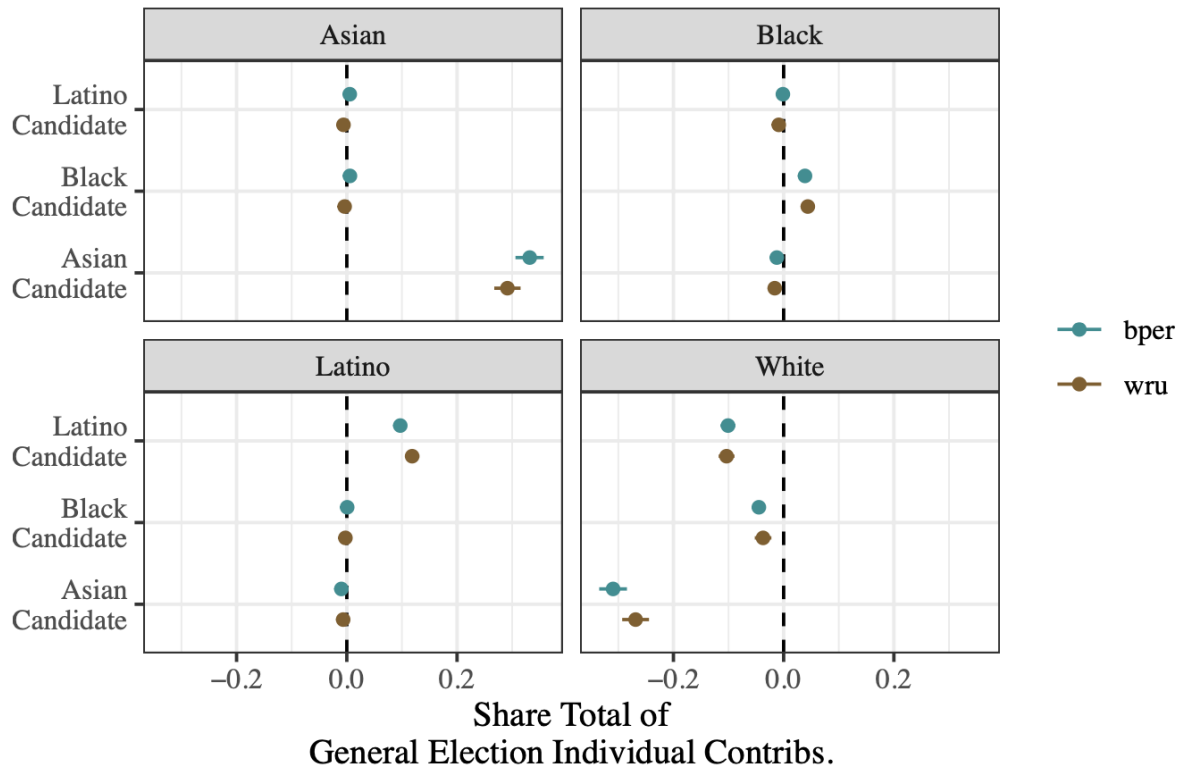 Asian
Black
Latino
Candidate
Black
Candidate
Asian
Candidate
Latino
White
Latino
Candidate
Black
Candidate
Asian
Candidate
−0.2 0.0 0.2
−0.2 0.0 0.2
Share Total of
General Election Individual Contribs.
bper
wru